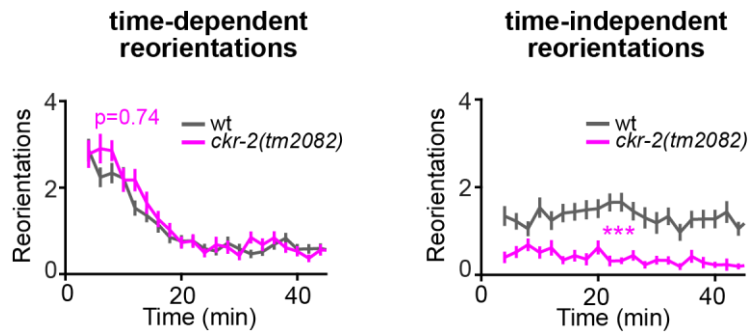 time-dependent
reorientations
4
2
0
Reorientations
p=0.74
wt
ckr-2(tm2082)
0
20
40
Time (min)
time-independent
reorientations
4
2
0
Reorientations
wt
ckr-2(tm2082)
***
0
20
40
Time (min)